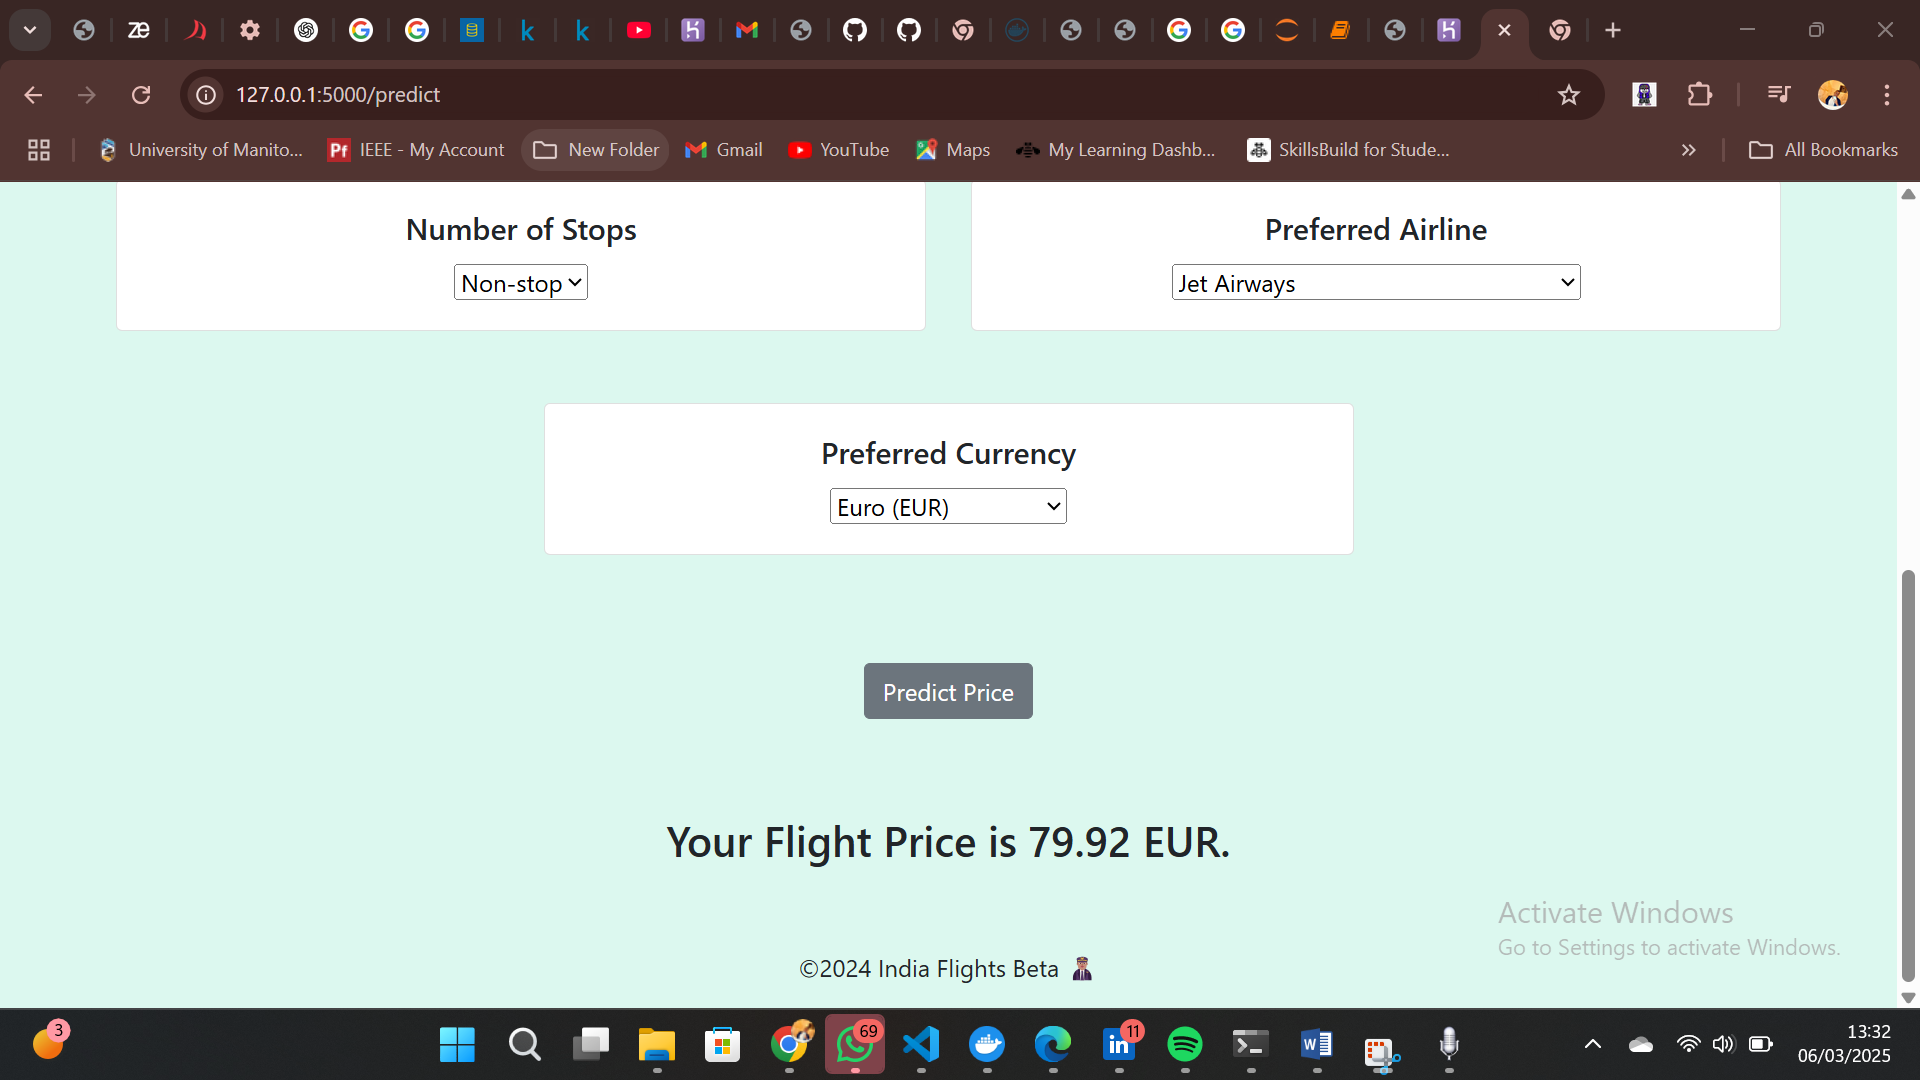 ze
127.0.0.1:5000/predict
University of Manito...
Pf
IEEE - My Account
New Folder
Gmail
YouTube
Maps
My Learning Dashb...
SkillsBuild for Stude...
All Bookmarks
Number of Stops
Non-stop
Preferred Airline
Jet Airways
Preferred Currency
Euro (EUR)
Predict Price
Your Flight Price is 79.92 EUR.
Activate Windows
Go to Settings to activate Windows.
©2024 India Flights Beta
3
69
11
13:32
06/03/2025